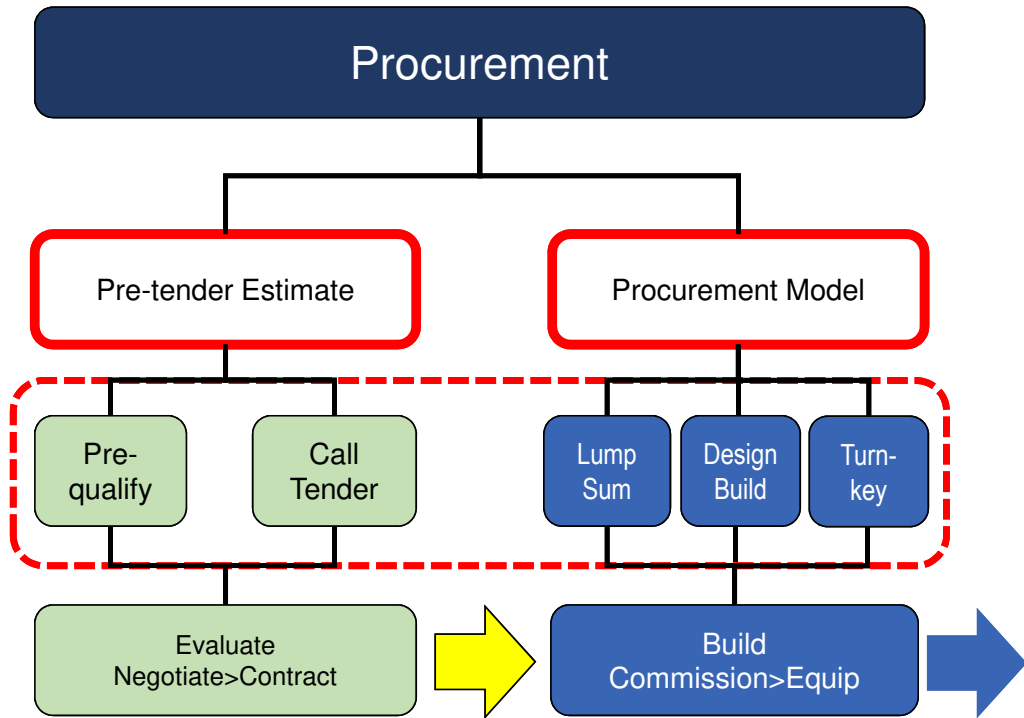 Procurement
Pre-tender Estimate
Procurement Model
Pre-
qualify
Call
Tender
Lump
Sum
Design
Build
Turn-
key
Evaluate
Negotiate>Contract
Build
Commission>Equip